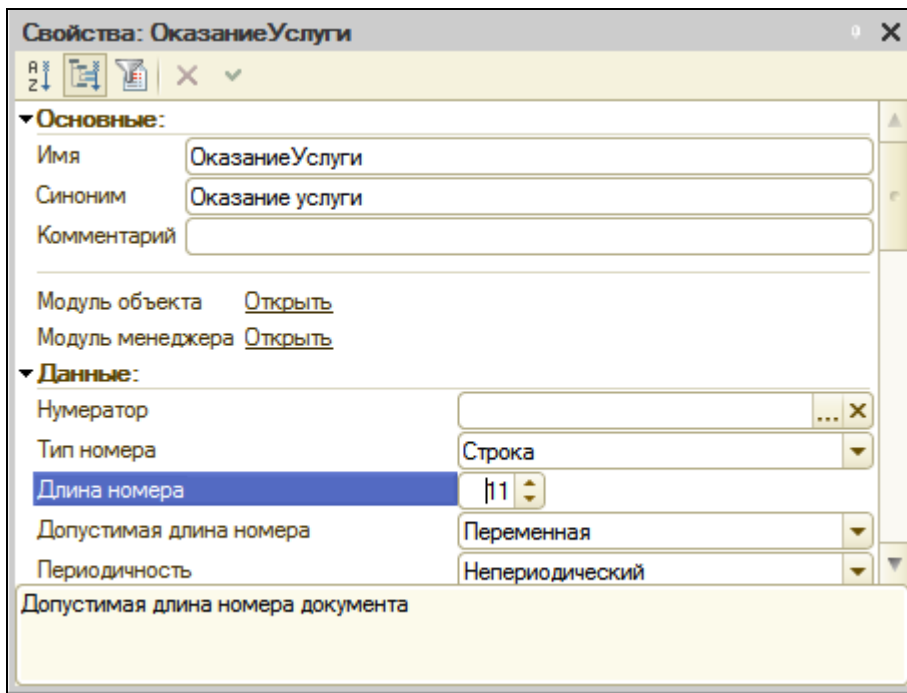 Свойства: ОказаниеУслуги
Основные:
Имя ОказаниеУслуги
Синоним Оказание услуги
Комментарий
Модуль объекта Открыть
Модуль менеджера Открыть
Данные:
Нумератор ...
Тип номера Строка
Длина номера 11
Допустимая длина номера Переменная
Периодичность Непериодический
Допустимая длина номера документа